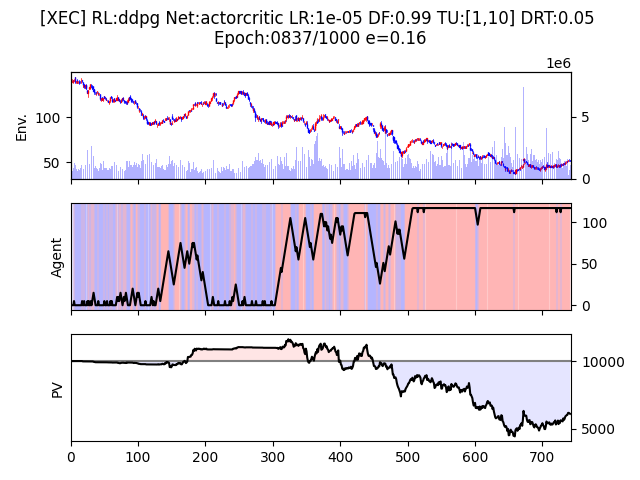 [XEC] RL:ddpg Net:actorcritic LR:1e-05 DF:0.99 TU:[1,10] DRT:0.05
Epoch:0837/1000 e=0.16
1e6
Env.
100
50
5
0
Agent
100
50
0
PV
10000
5000
0 100 200 300 400 500 600 700